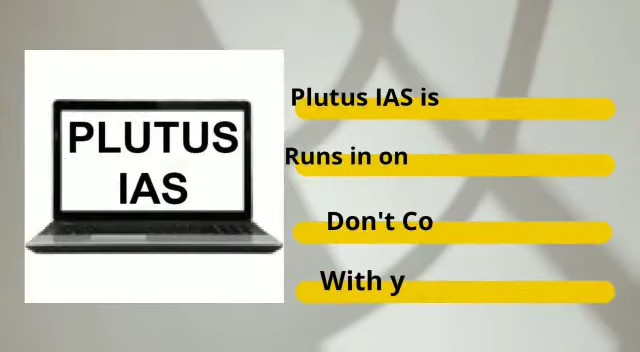 PLUTUS
IAS
Plutus IAS is
Runs in on
Don't Co
With y